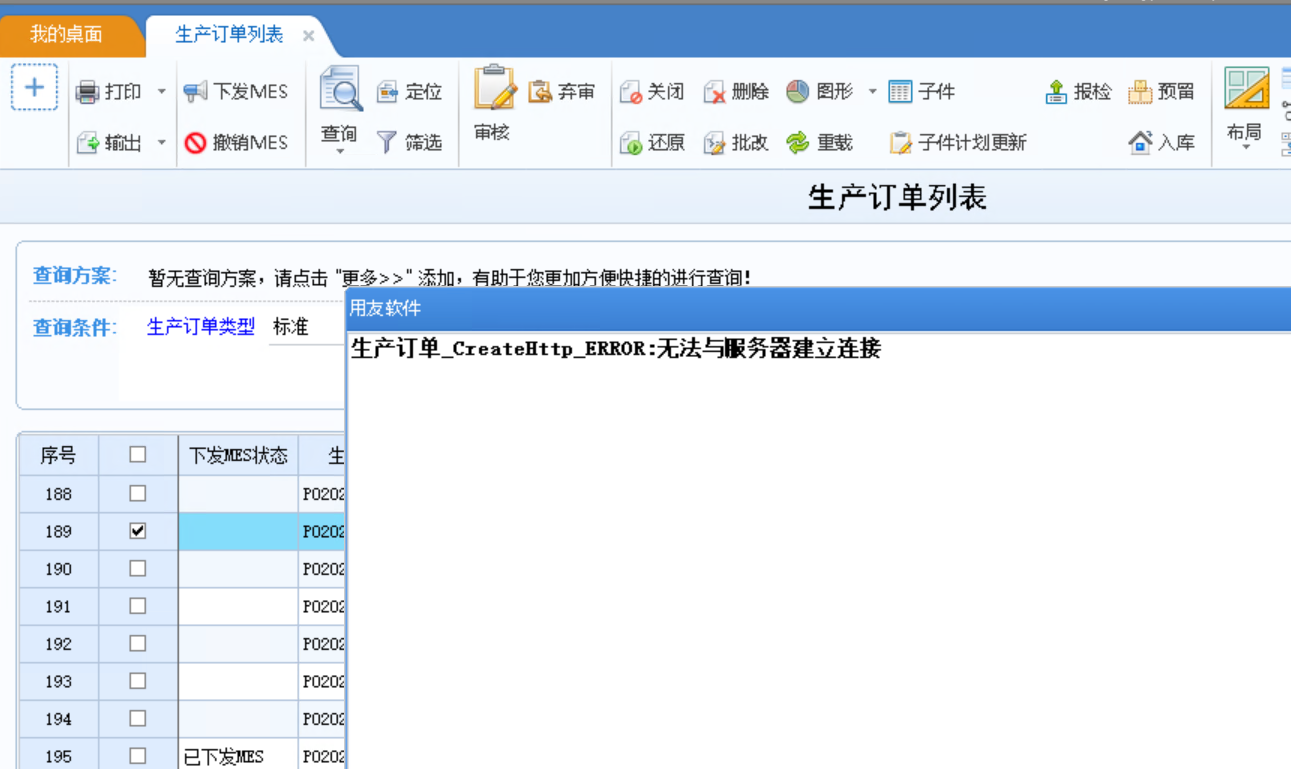 我的桌面 生产订单列表
打印 下发MES 查询 定位 审核 弃审 关闭 删除 图形 子件 报检 预留 布局
输出 撤销MES 筛选 还原 批改 重载 子件计划更新 入库
生产订单列表
查询方案: 暂无查询方案，请点击 "更多>>" 添加，有助于您更加方便快捷的进行查询!
用友软件
查询条件: 生产订单类型 标准
生产订单_CreateHttp_ERROR:无法与服务器建立连接
序号 下发MES状态 生
188 P0202
189 P0202
190 P0202
191 P0202
192 P0202
193 P0202
194 P0202
195 已下发MES P0202